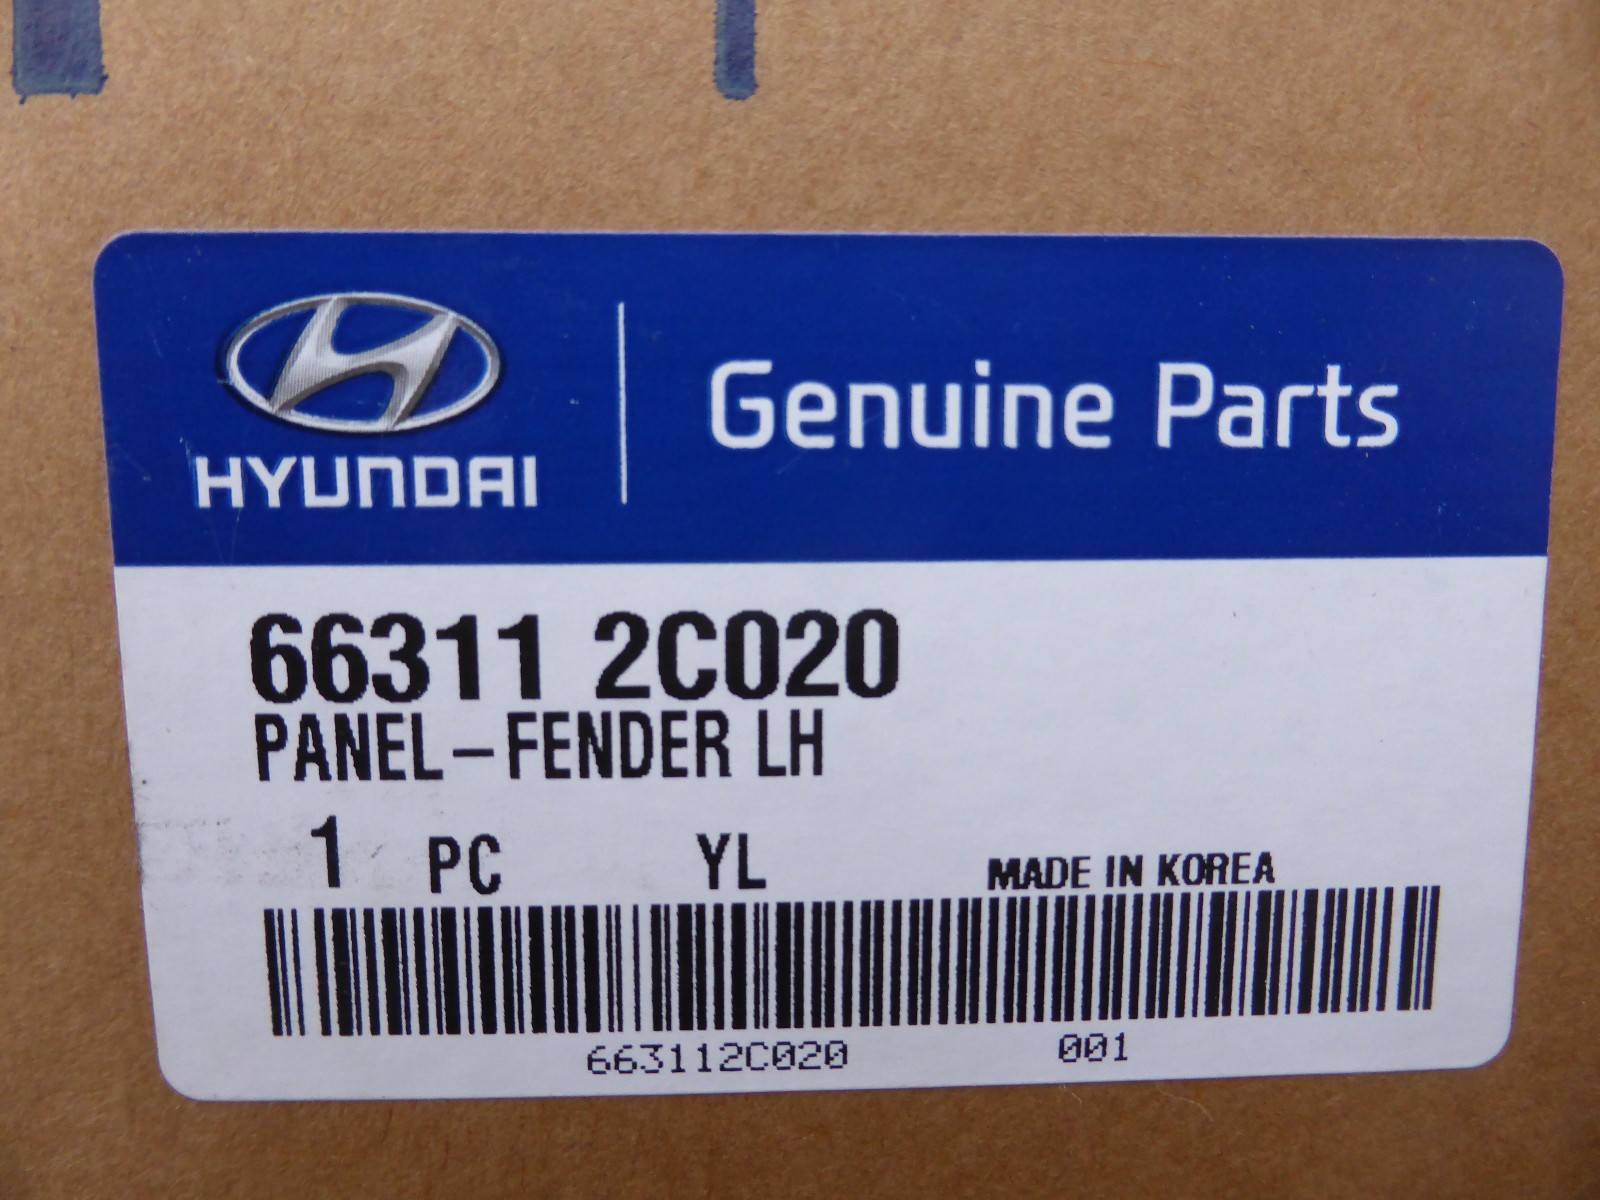 HYUNDAI
Genuine Parts
66311 2C020
PANEL-FENDER LH
1 PC YL MADE IN KOREA
663112C020 001